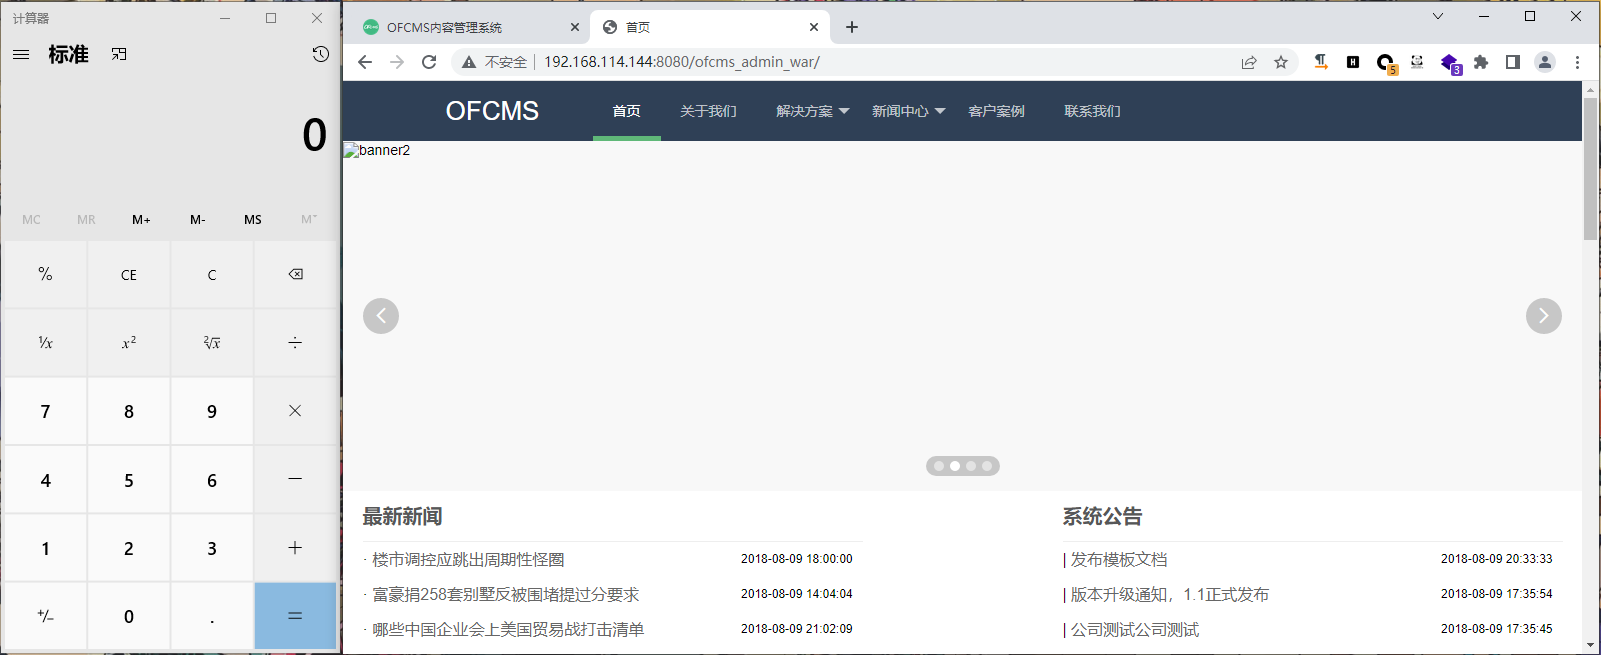 计算器
标准
0
MC MR M+ M- MS M˅
% CE C
¹/x x² ²√x ÷
7 8 9 ×
4 5 6 −
1 2 3 +
+/− 0 . =
OFCMS内容管理系统 首页
不安全 192.168.114.144:8080/ofcms_admin_war/
5 3
OFCMS 首页 关于我们 解决方案 新闻中心 客户案例 联系我们
banner2
最新新闻
· 楼市调控应跳出周期性怪圈 2018-08-09 18:00:00
· 富豪捐258套别墅反被围堵提过分要求 2018-08-09 14:04:04
· 哪些中国企业会上美国贸易战打击清单 2018-08-09 21:02:09
系统公告
| 发布模板文档 2018-08-09 20:33:33
| 版本升级通知，1.1正式发布 2018-08-09 17:35:54
| 公司测试公司测试 2018-08-09 17:35:45